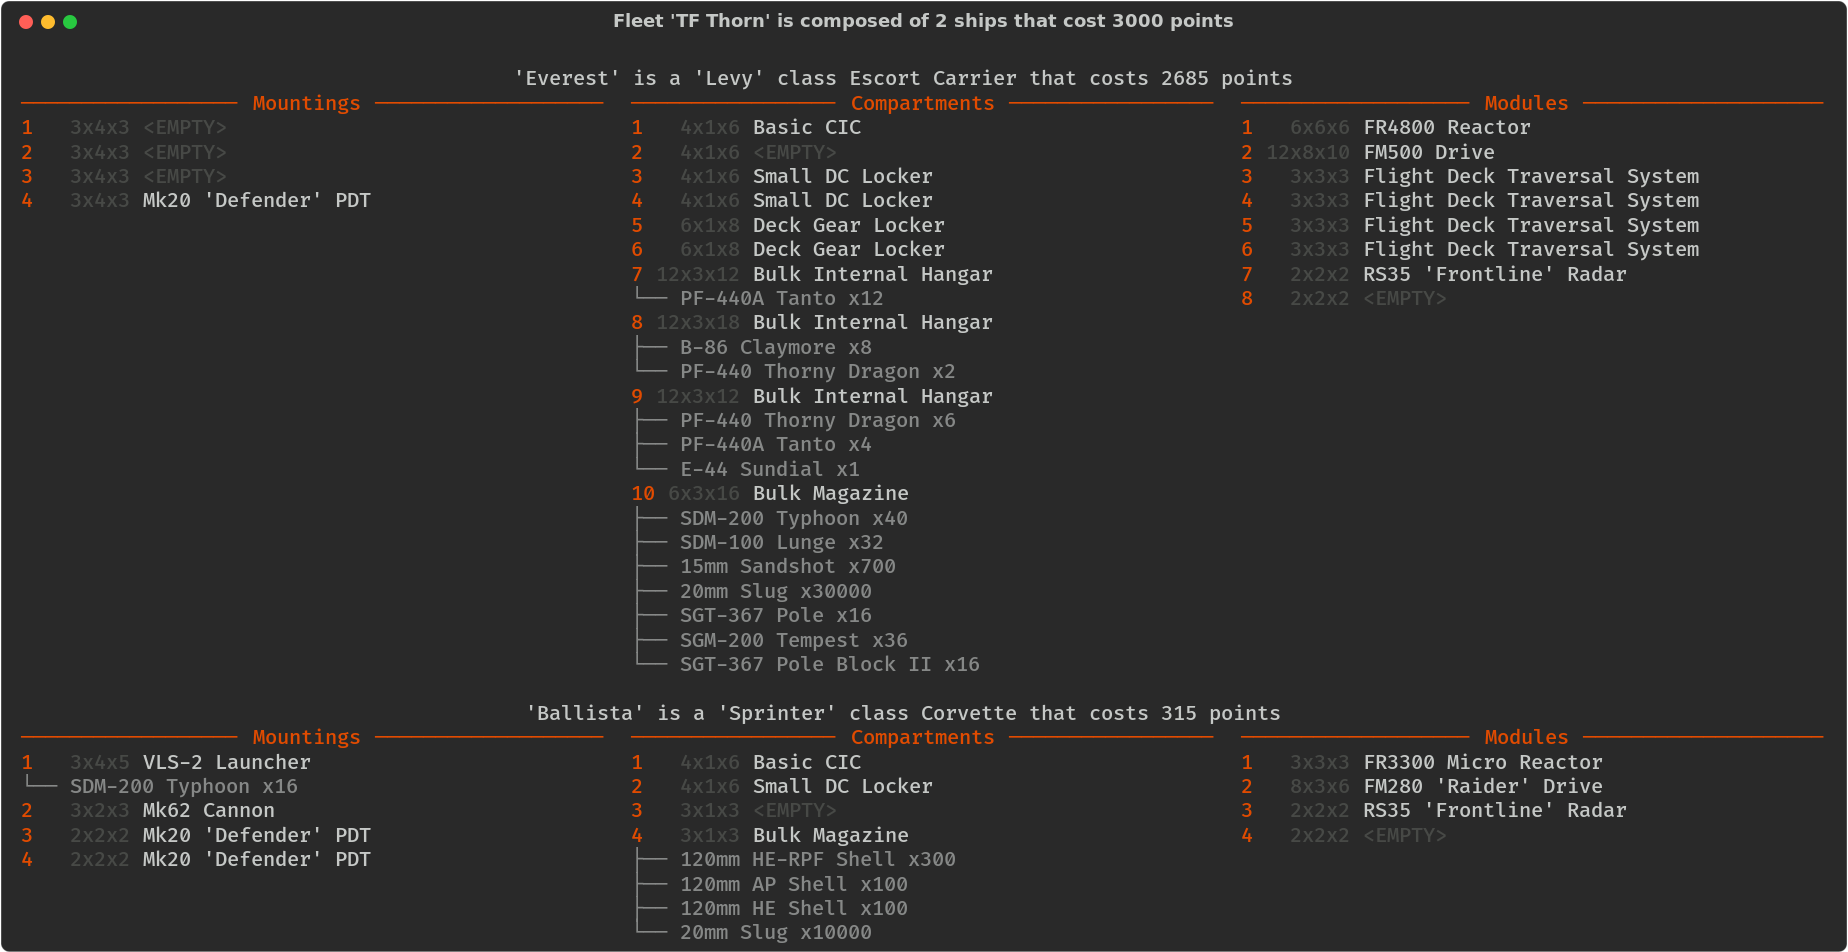 Fleet 'TF Thorn' is composed of 2 ships that cost 3000 points
'Everest' is a 'Levy' class Escort Carrier that costs 2685 points
Mountings
1 3x4x3 <EMPTY>
2 3x4x3 <EMPTY>
3 3x4x3 <EMPTY>
4 3x4x3 Mk20 'Defender' PDT
Compartments
1 4x1x6 Basic CIC
2 4x1x6 <EMPTY>
3 4x1x6 Small DC Locker
4 4x1x6 Small DC Locker
5 6x1x8 Deck Gear Locker
6 6x1x8 Deck Gear Locker
7 12x3x12 Bulk Internal Hangar
PF-440A Tanto x12
8 12x3x18 Bulk Internal Hangar
B-86 Claymore x8
PF-440 Thorny Dragon x2
9 12x3x12 Bulk Internal Hangar
PF-440 Thorny Dragon x6
PF-440A Tanto x4
E-44 Sundial x1
10 6x3x16 Bulk Magazine
SDM-200 Typhoon x40
SDM-100 Lunge x32
15mm Sandshot x700
20mm Slug x30000
SGT-367 Pole x16
SGM-200 Tempest x36
SGT-367 Pole Block II x16
Modules
1 6x6x6 FR4800 Reactor
2 12x8x10 FM500 Drive
3 3x3x3 Flight Deck Traversal System
4 3x3x3 Flight Deck Traversal System
5 3x3x3 Flight Deck Traversal System
6 3x3x3 Flight Deck Traversal System
7 2x2x2 RS35 'Frontline' Radar
8 2x2x2 <EMPTY>
'Ballista' is a 'Sprinter' class Corvette that costs 315 points
Mountings
1 3x4x5 VLS-2 Launcher
SDM-200 Typhoon x16
2 3x2x3 Mk62 Cannon
3 2x2x2 Mk20 'Defender' PDT
4 2x2x2 Mk20 'Defender' PDT
Compartments
1 4x1x6 Basic CIC
2 4x1x6 Small DC Locker
3 3x1x3 <EMPTY>
4 3x1x3 Bulk Magazine
120mm HE-RPF Shell x300
120mm AP Shell x100
120mm HE Shell x100
20mm Slug x10000
Modules
1 3x3x3 FR3300 Micro Reactor
2 8x3x6 FM280 'Raider' Drive
3 2x2x2 RS35 'Frontline' Radar
4 2x2x2 <EMPTY>